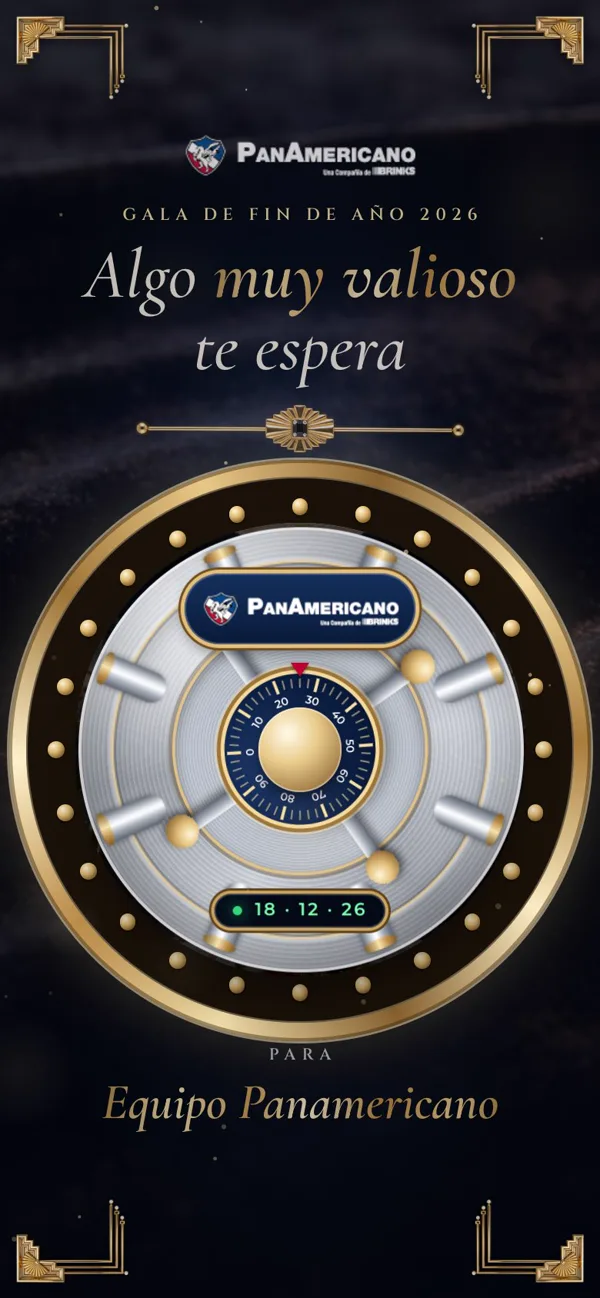 PANAMERICANO
Una Compañía de BRINKS
GALA DE FIN DE AÑO 2026
Algo muy valioso
te espera
PANAMERICANO
Una Compañía de BRINKS
0 10 20 30 40 50 60 70 80 90
18 · 12 · 26
PARA
Equipo Panamericano